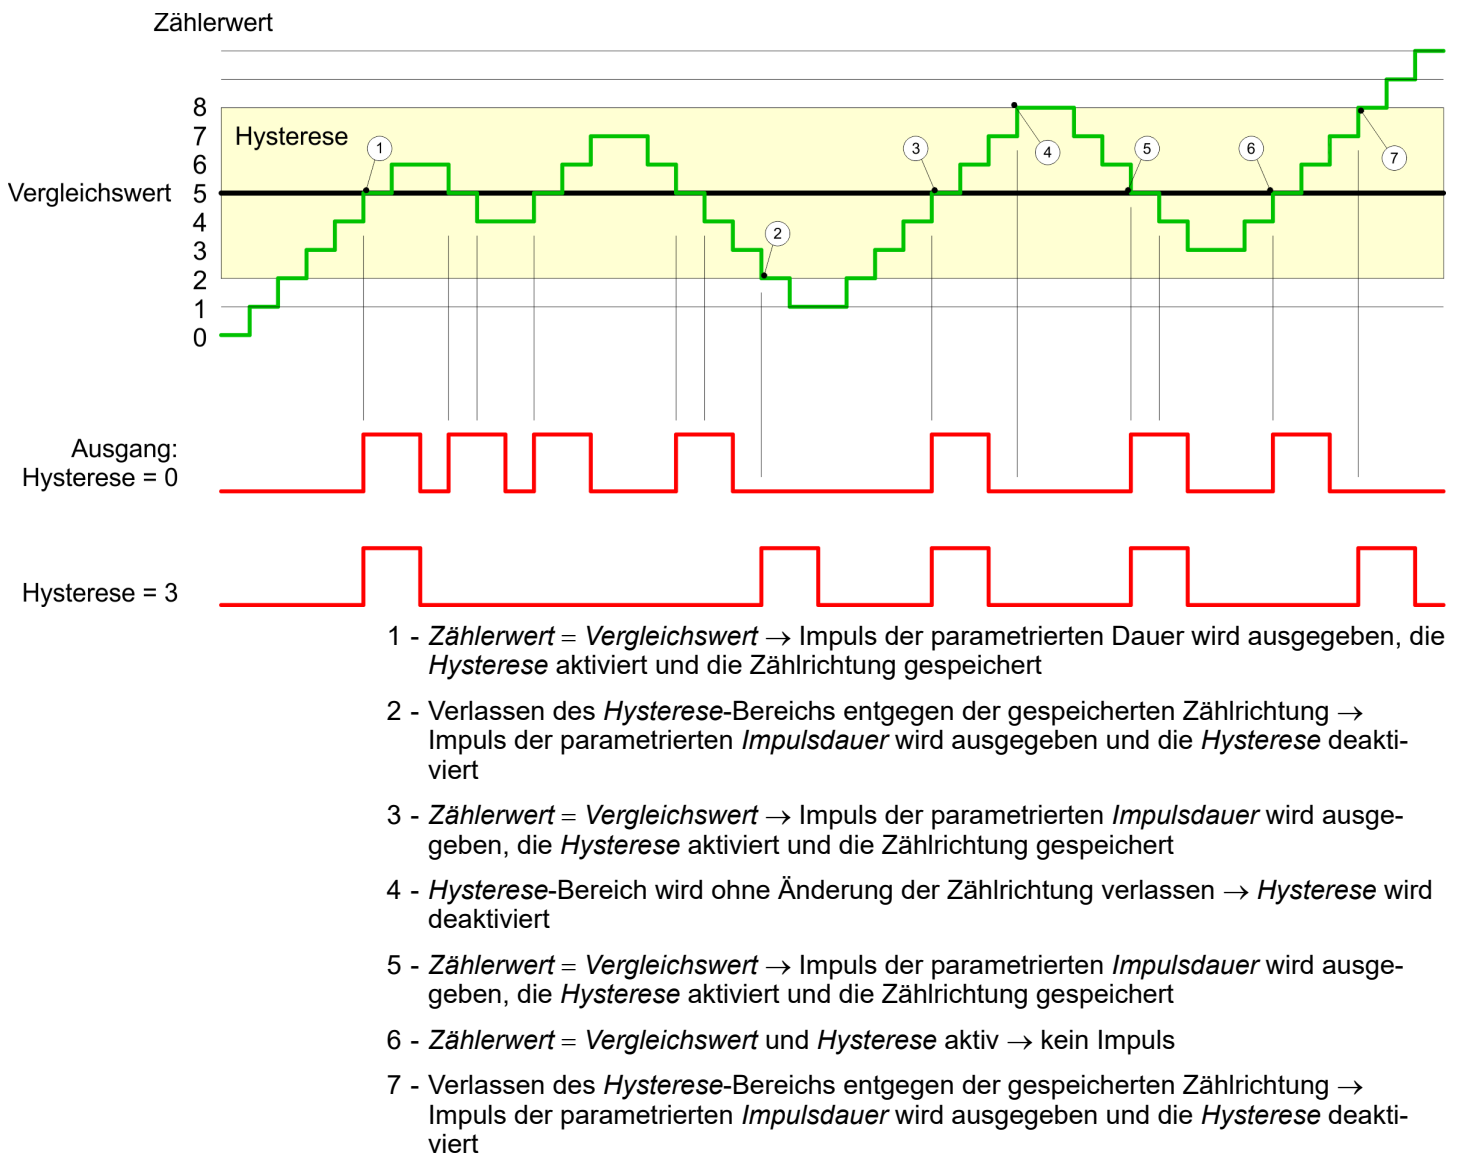 Zählerwert
8
7
Hysterese
6
Vergleichswert 5
4
3
2
1
0
1
2
3
4
5
6
7
Ausgang:
Hysterese = 0
Hysterese = 3
1 - Zählerwert = Vergleichswert → Impuls der parametrierten Dauer wird ausgegeben, die
Hysterese aktiviert und die Zählrichtung gespeichert
2 - Verlassen des Hysterese-Bereichs entgegen der gespeicherten Zählrichtung →
Impuls der parametrierten Impulsdauer wird ausgegeben und die Hysterese deakti-
viert
3 - Zählerwert = Vergleichswert → Impuls der parametrierten Impulsdauer wird ausge-
geben, die Hysterese aktiviert und die Zählrichtung gespeichert
4 - Hysterese-Bereich wird ohne Änderung der Zählrichtung verlassen → Hysterese wird
deaktiviert
5 - Zählerwert = Vergleichswert → Impuls der parametrierten Impulsdauer wird ausge-
geben, die Hysterese aktiviert und die Zählrichtung gespeichert
6 - Zählerwert = Vergleichswert und Hysterese aktiv → kein Impuls
7 - Verlassen des Hysterese-Bereichs entgegen der gespeicherten Zählrichtung →
Impuls der parametrierten Impulsdauer wird ausgegeben und die Hysterese deakti-
viert